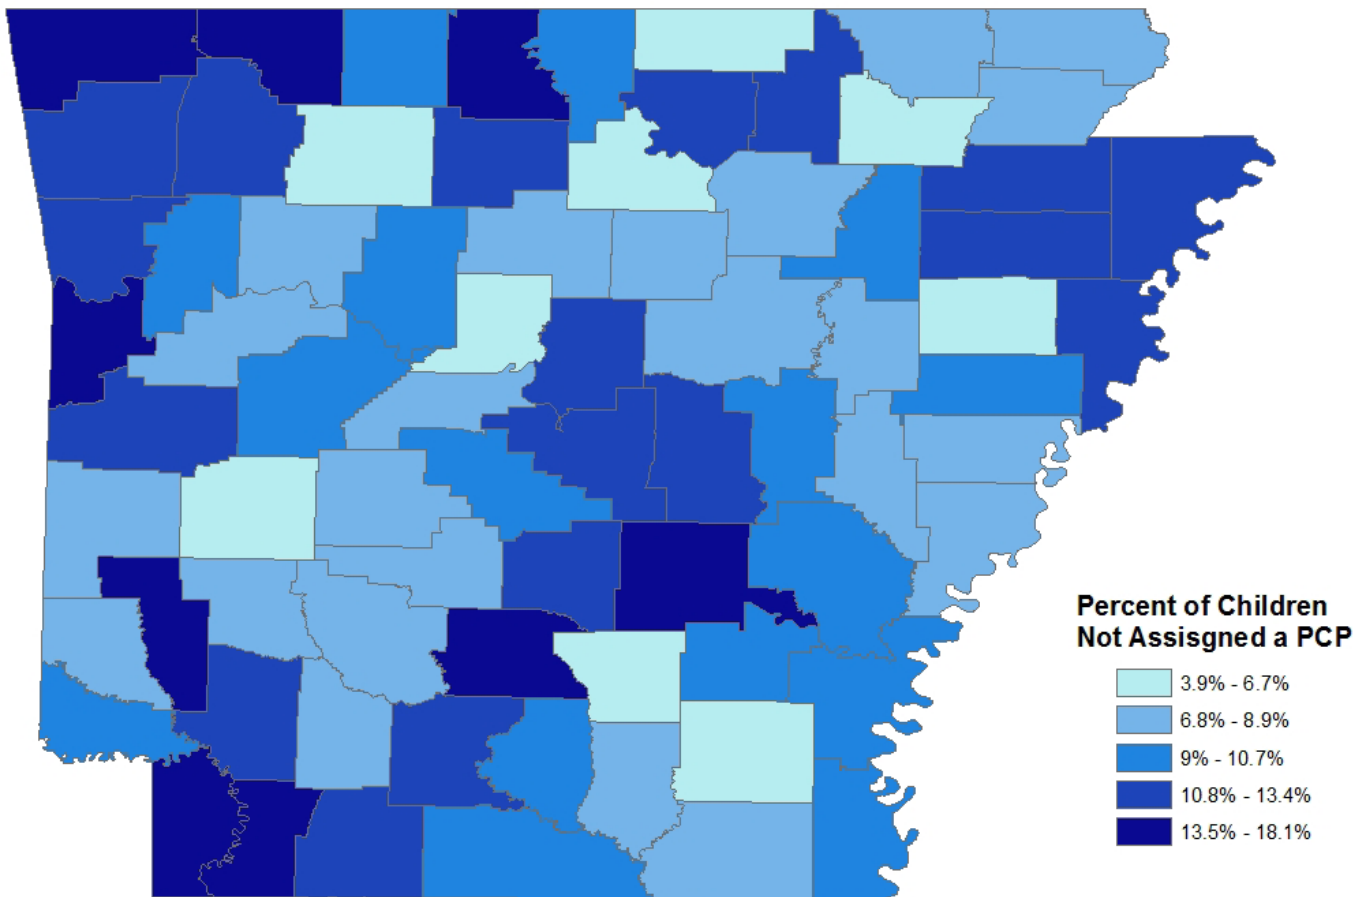 Percent of Children
Not Assisgned a PCP
3.9% - 6.7%
6.8% - 8.9%
9% - 10.7%
10.8% - 13.4%
13.5% - 18.1%